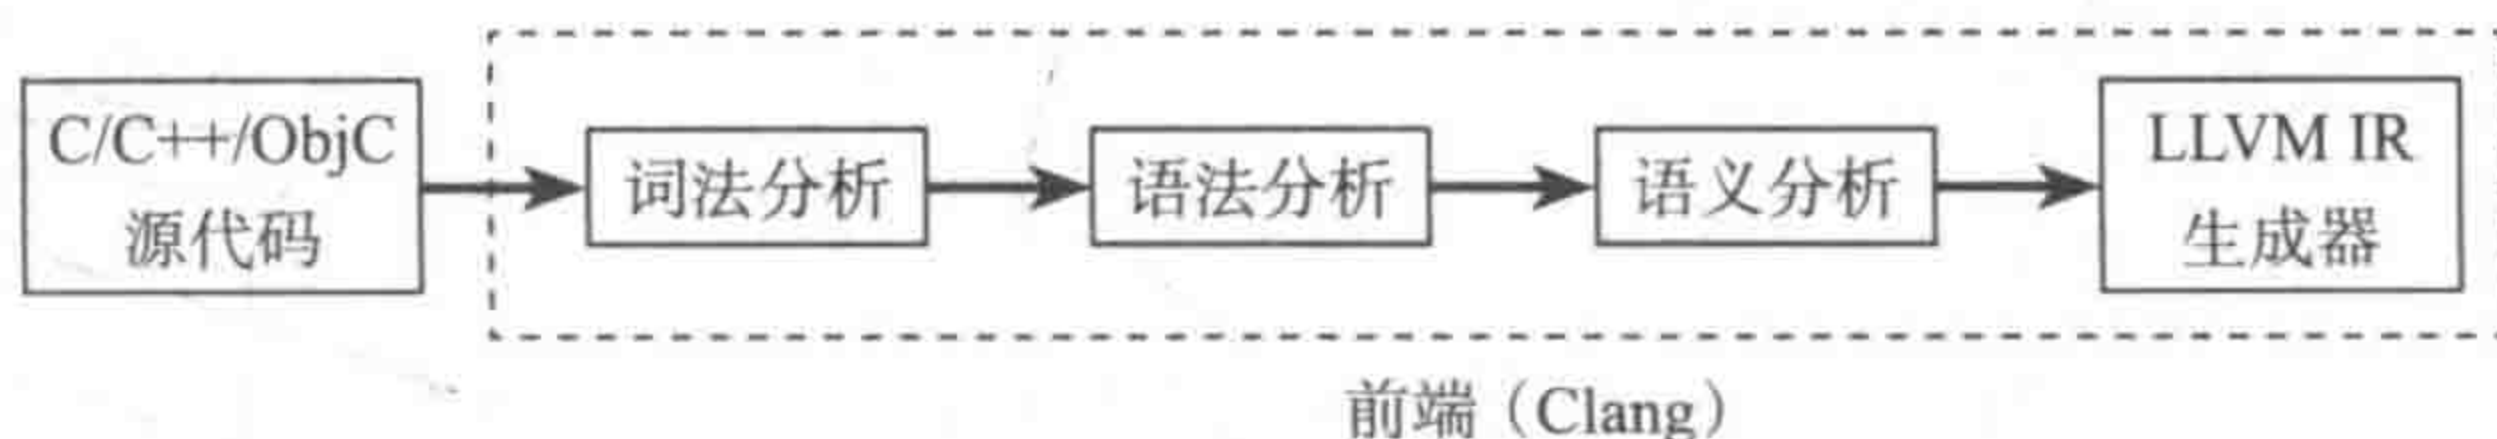 C/C++/ObjC
源代码
词法分析
语法分析
语义分析
LLVM IR
生成器
前端（Clang）